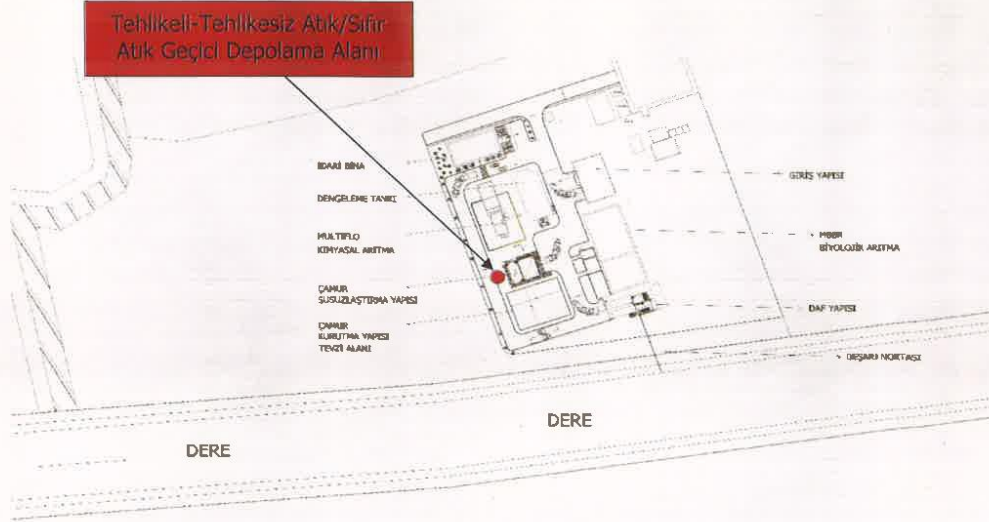 Tehlikeli-Tehlikesiz Atık/Sıfır
Atık Geçici Depolama Alanı
İDARİ BİNA
DENGELEME TANKI
MULTIFLO
KİMYASAL ARITMA
ÇAMUR
SUSUZLAŞTIRMA YAPISI
ÇAMUR
KURUTMA YAPISI
TEVZİ ALANI
GİRİŞ YAPISI
MBBR
BİYOLOJİK ARITMA
DAF YAPISI
DEŞARJ NOKTASI
DERE
DERE